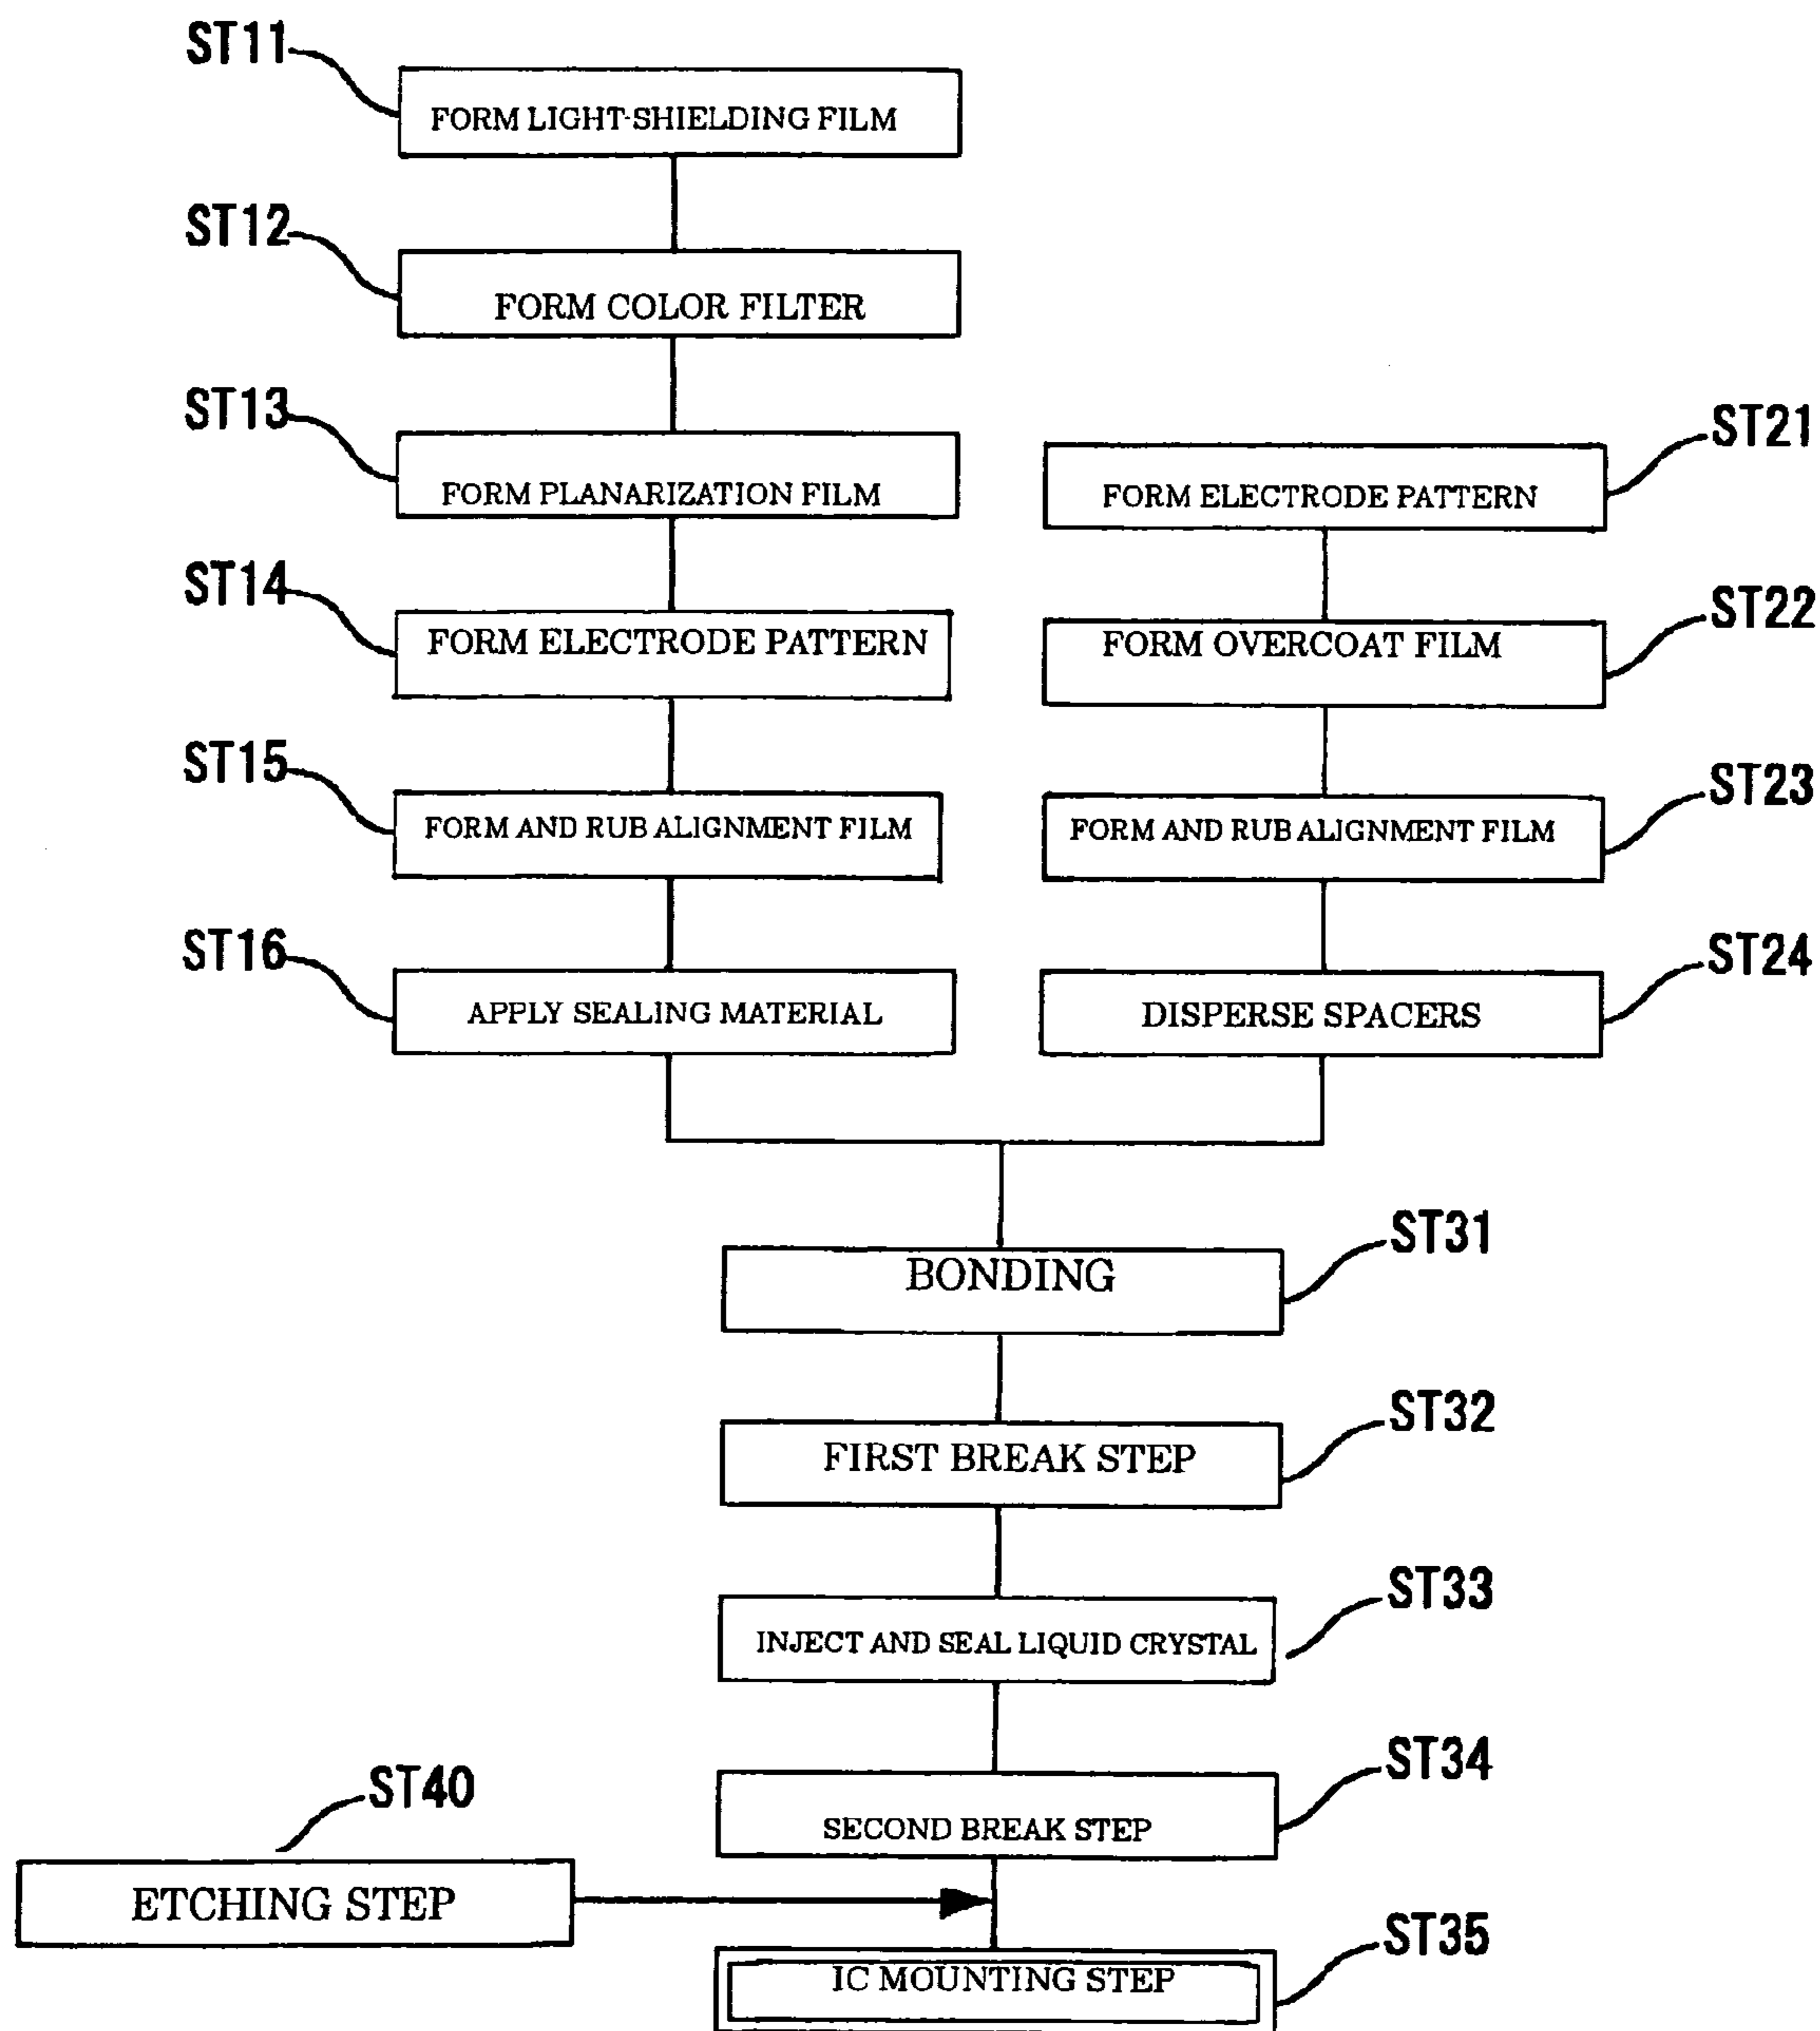 ST11
FORM LIGHT-SHIELDING FILM
ST12
FORM COLOR FILTER
ST13
FORM PLANARIZATION FILM
ST14
FORM ELECTRODE PATTERN
ST15
FORM AND RUB ALIGNMENT FILM
ST16
APPLY SEALING MATERIAL
ST21
FORM ELECTRODE PATTERN
ST22
FORM OVERCOAT FILM
ST23
FORM AND RUB ALIGNMENT FILM
ST24
DISPERSE SPACERS
ST31
BONDING
ST32
FIRST BREAK STEP
ST33
INJECT AND SEAL LIQUID CRYSTAL
ST34
SECOND BREAK STEP
ST40
ETCHING STEP
ST35
IC MOUNTING STEP